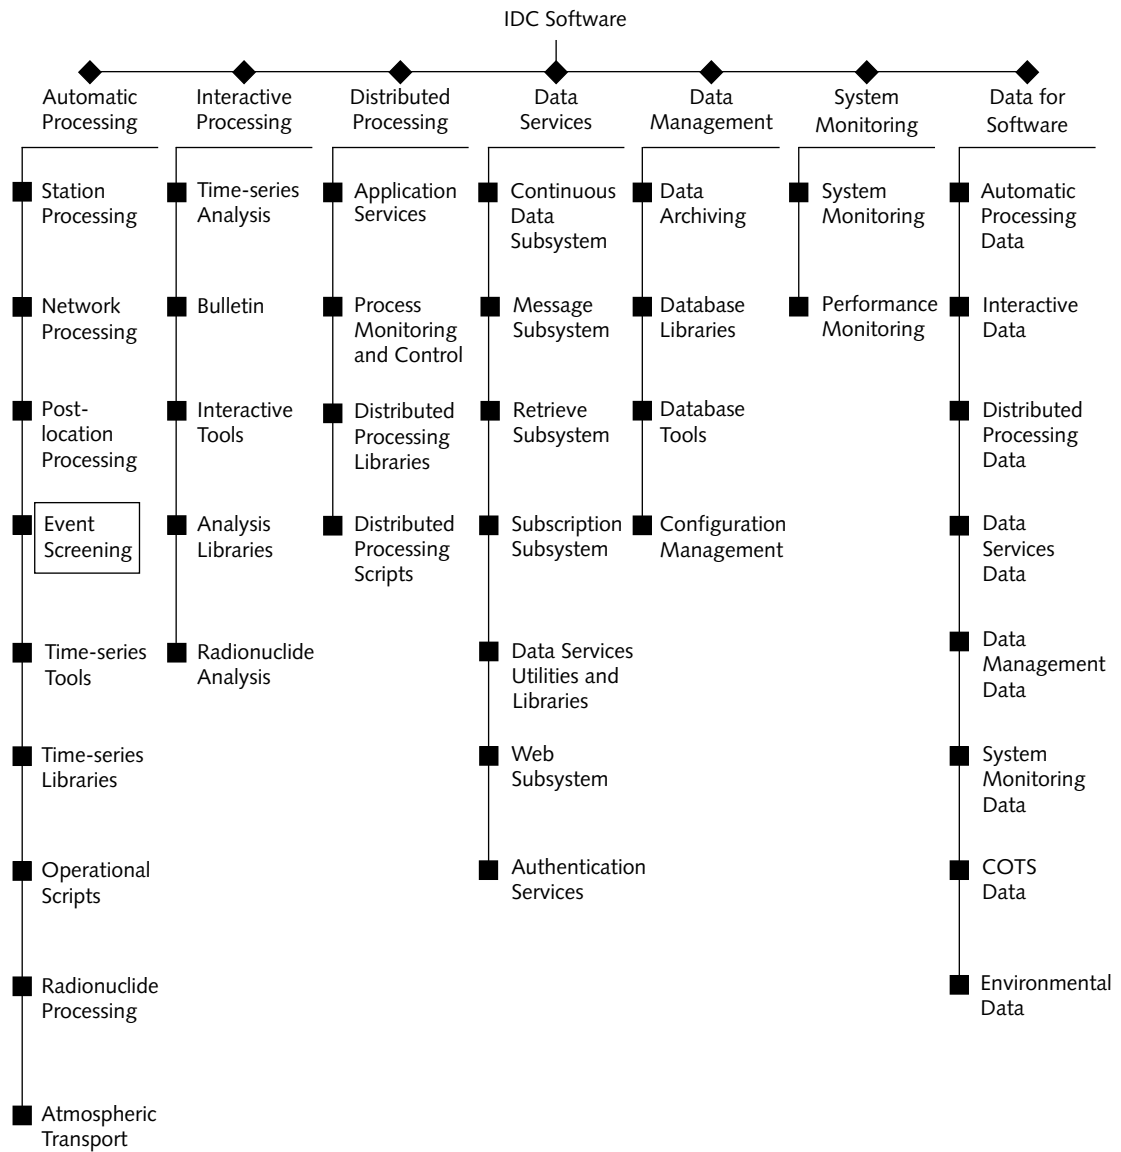 IDC Software
Automatic
Processing
Interactive
Processing
Distributed
Processing
Data
Services
Data
Management
System
Monitoring
Data for
Software
Station
Processing
Network
Processing
Post-
location
Processing
Event
Screening
Time-series
Tools
Time-series
Libraries
Operational
Scripts
Radionuclide
Processing
Atmospheric
Transport
Time-series
Analysis
Bulletin
Interactive
Tools
Analysis
Libraries
Radionuclide
Analysis
Application
Services
Process
Monitoring
and Control
Distributed
Processing
Libraries
Distributed
Processing
Scripts
Continuous
Data
Subsystem
Message
Subsystem
Retrieve
Subsystem
Subscription
Subsystem
Data Services
Utilities and
Libraries
Web
Subsystem
Authentication
Services
Data
Archiving
Database
Libraries
Database
Tools
Configuration
Management
System
Monitoring
Performance
Monitoring
Automatic
Processing
Data
Interactive
Data
Distributed
Processing
Data
Data
Services
Data
Data
Management
Data
System
Monitoring
Data
COTS
Data
Environmental
Data